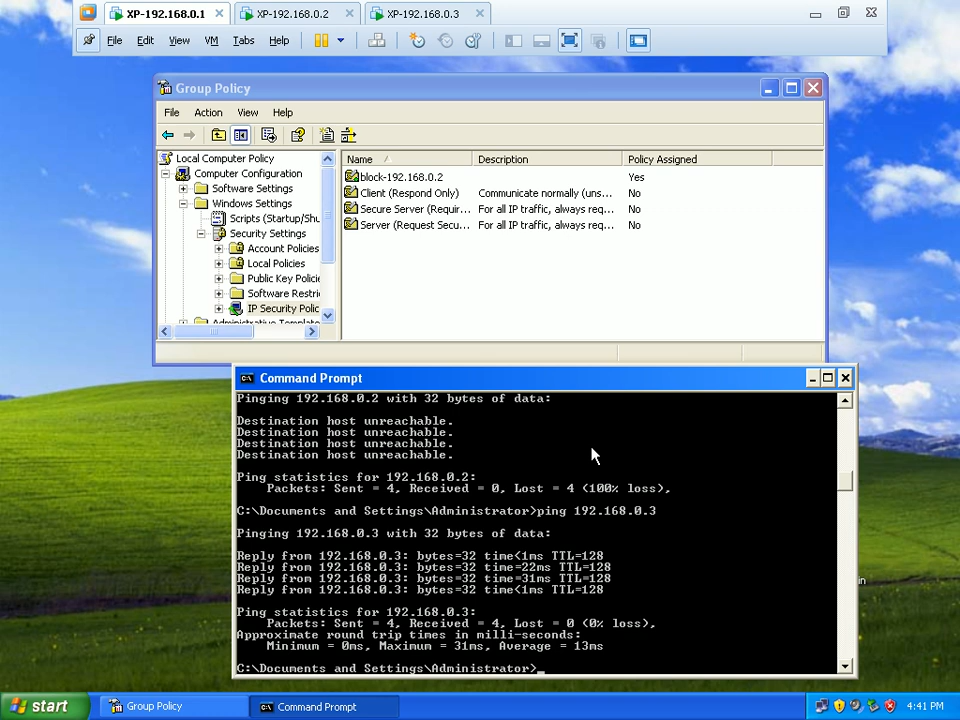 XP-192.168.0.1
XP-192.168.0.2
XP-192.168.0.3
File Edit View VM Tabs Help
Group Policy
File Action View Help
Local Computer Policy
Computer Configuration
Software Settings
Windows Settings
Scripts (Startup/Shu
Security Settings
Account Policies
Local Policies
Public Key Policie
Software Restri
IP Security Polic
Administrative Template
Name Description Policy Assigned
block-192.168.0.2 Yes
Client (Respond Only) Communicate normally (uns... No
Secure Server (Requir... For all IP traffic, always req... No
Server (Request Secu... For all IP traffic, always req... No
C:\ Command Prompt
Pinging 192.168.0.2 with 32 bytes of data:
Destination host unreachable.
Destination host unreachable.
Destination host unreachable.
Destination host unreachable.
Ping statistics for 192.168.0.2:
Packets: Sent = 4, Received = 0, Lost = 4 (100% loss),
C:\Documents and Settings\Administrator>ping 192.168.0.3
Pinging 192.168.0.3 with 32 bytes of data:
Reply from 192.168.0.3: bytes=32 time<1ms TTL=128
Reply from 192.168.0.3: bytes=32 time=22ms TTL=128
Reply from 192.168.0.3: bytes=32 time=31ms TTL=128
Reply from 192.168.0.3: bytes=32 time<1ms TTL=128
Ping statistics for 192.168.0.3:
Packets: Sent = 4, Received = 4, Lost = 0 (0% loss),
Approximate round trip times in milli-seconds:
Minimum = 0ms, Maximum = 31ms, Average = 13ms
C:\Documents and Settings\Administrator>_
in
start
Group Policy
C:\ Command Prompt
4:41 PM